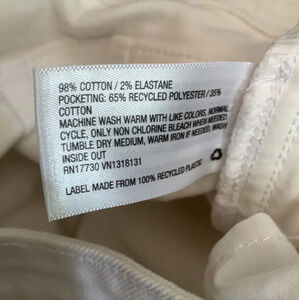 98% COTTON / 2% ELASTANE
POCKETING: 65% RECYCLED POLYESTER / 35%
COTTON
MACHINE WASH WARM WITH LIKE COLORS, NORMAL
CYCLE, ONLY NON CHLORINE BLEACH WHEN NEEDED
TUMBLE DRY MEDIUM, WARM IRON IF NEEDED, WASH
INSIDE OUT
RN17730 VN1318131
LABEL MADE FROM 100% RECYCLED PLASTIC